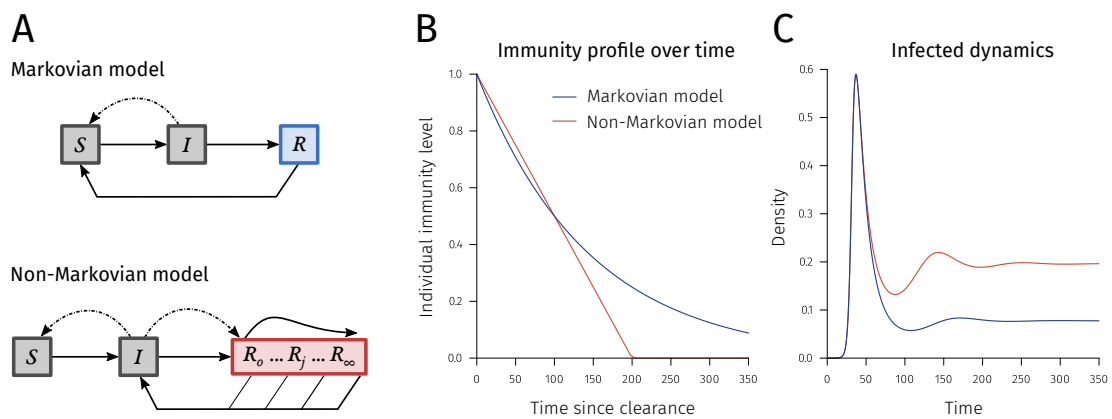 A
Markovian model
S
I
R
Non-Markovian model
S
I
R₀ ... Rⱼ ... R∞
B
Immunity profile over time
Individual immunity level
1.0
0.8
0.6
0.4
0.2
0.0
Markovian model
Non-Markovian model
0
50
100
150
200
250
300
350
Time since clearance
C
Infected dynamics
Density
0.6
0.5
0.4
0.3
0.2
0.1
0.0
0
50
100
150
200
250
300
350
Time